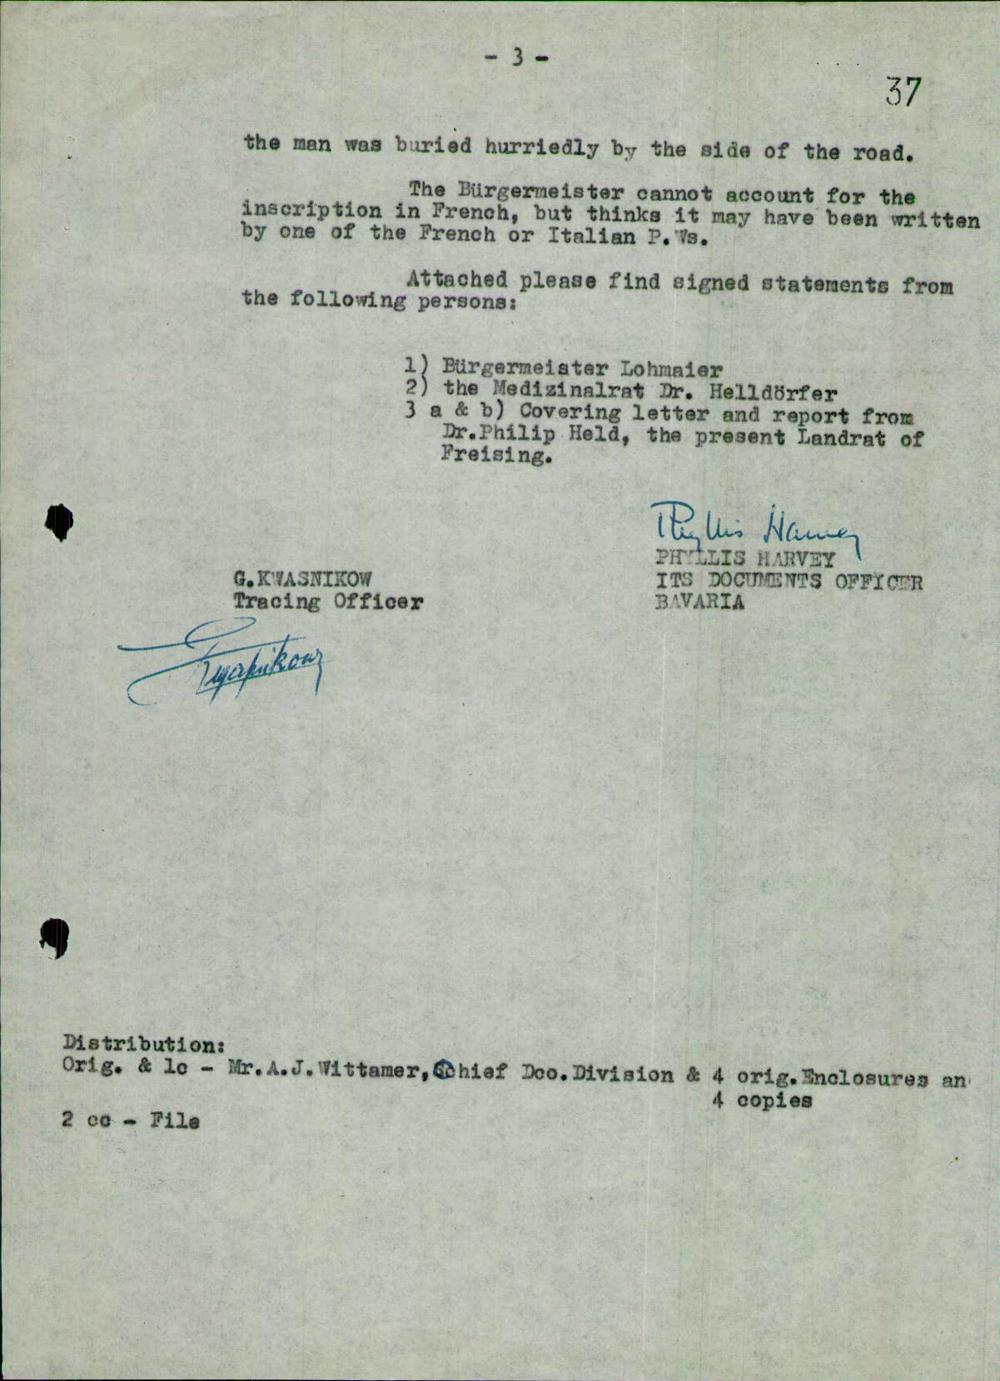 - 3 -
37
the man was buried hurriedly by the side of the road.
The Bürgermeister cannot account for the
inscription in French, but thinks it may have been written
by one of the French or Italian P.Ws.
Attached please find signed statements from
the following persons:
1) Bürgermeister Lohmaier
2) the Medizinalrat Dr. Helldörfer
3 a & b) Covering letter and report from
Dr.Philip Held, the present Landrat of
Freising.
Phyllis Harvey
PHYLLIS HARVEY
G.KWASNIKOW
ITS DOCUMENTS OFFICER
Tracing Officer
BAVARIA
Distribution:
Orig. & 1c - Mr.A.J.Wittamer, Chief Dco.Division & 4 orig.Enclosures an
4 copies
2 cc - File